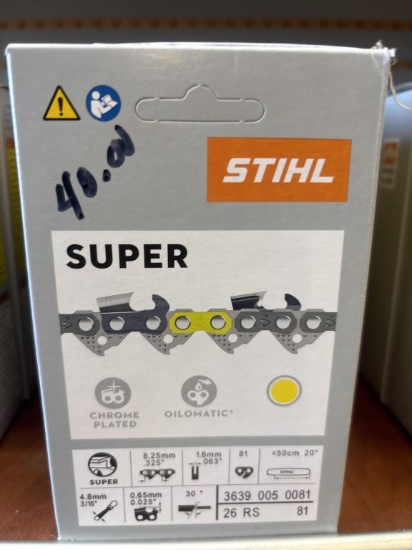 40.00
STIHL
SUPER
CHROME PLATED
OILOMATIC®
SUPER
8.25mm .325"
1.6mm .063"
81
<50cm 20"
STIHL
4.8mm 3/16"
0.65mm 0.025"
30°
3639 005 0081
26 RS 81